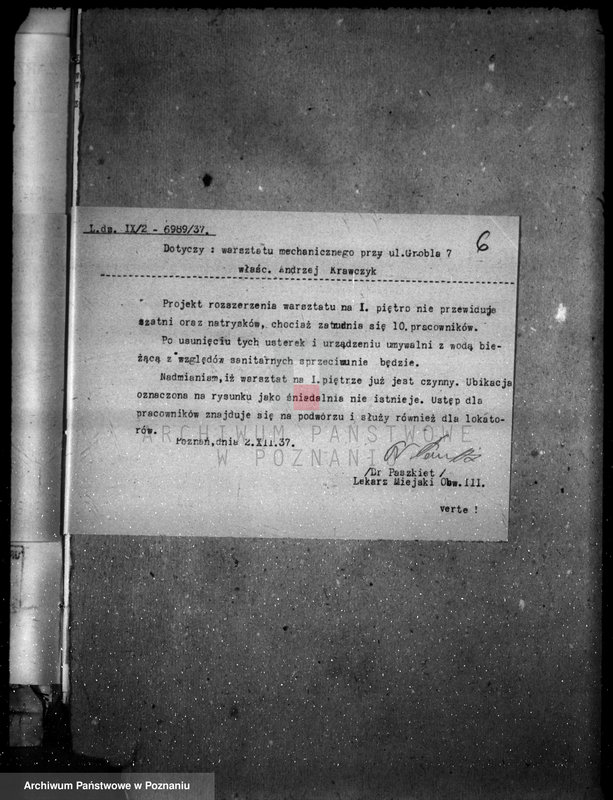 L.dz. IX/2 - 6989/37.
6
Dotyczy : warsztatu mechanicznego przy ul.Grobla 7
właśc. Andrzej Krawczyk
Projekt rozszerzenia warsztatu na I. piętro nie przewiduje
szatni oraz natrysków, chociaż zatrudnia się 10. pracowników.
Po usunięciu tych usterek i urządzeniu umywalni z wodą bie-
żącą z względów sanitarnych sprzeciwu nie będzie.
Nadmieniam, iż warsztat na I.piętrze już jest czynny. Ubikacja
oznaczona na rysunku jako śniadalnia nie istnieje. Ustęp dla
pracowników znajduje się na podwórzu i służy również dla lokato-
rów.
ARCHIWUM PAŃSTWOWE
W POZNANIU
Poznań, dnia 2.XII.37.
/Dr Paszkiet/
Lekarz Miejski Obw.III.
verte !
Archiwum Państwowe w Poznaniu